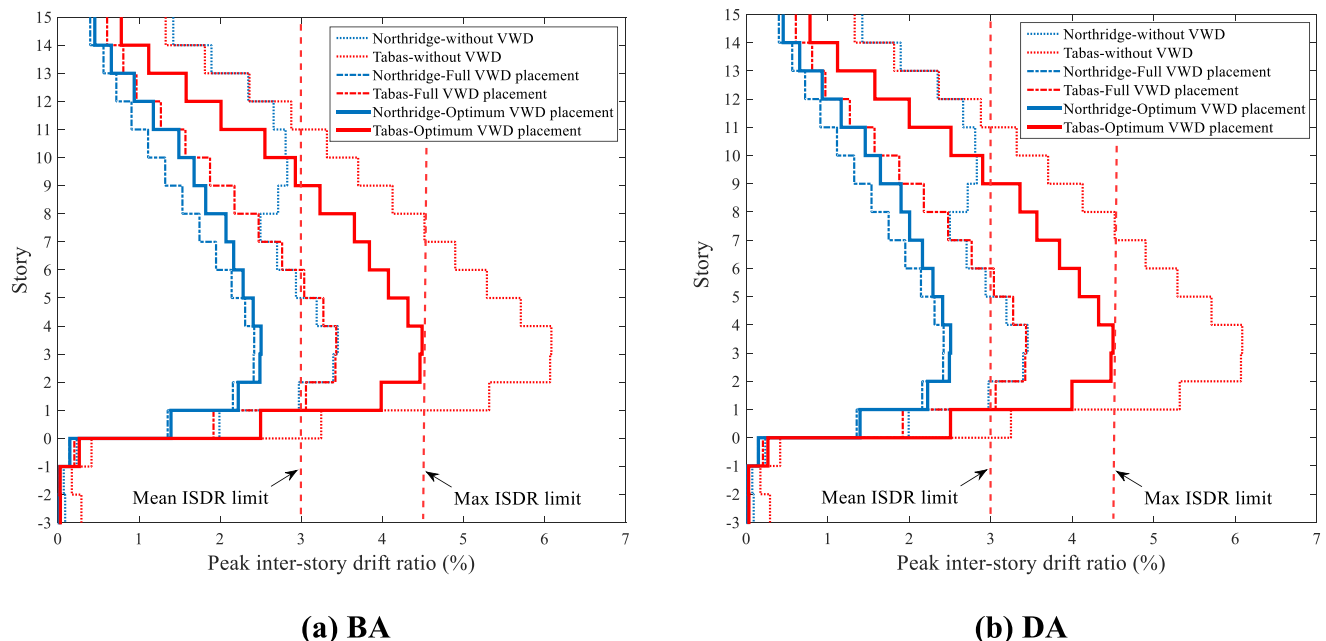 15
14
13
12
11
10
9
8
7
6
5
4
3
2
1
0
-1
-2
-3
Story
Northridge-without VWD
Tabas-without VWD
Northridge-Full VWD placement
Tabas-Full VWD placement
Northridge-Optimum VWD placement
Tabas-Optimum VWD placement
Mean ISDR limit
Max ISDR limit
0 1 2 3 4 5 6 7
Peak inter-story drift ratio (%)
(a) BA
15
14
13
12
11
10
9
8
7
6
5
4
3
2
1
0
-1
-2
-3
Story
Northridge-without VWD
Tabas-without VWD
Northridge-Full VWD placement
Tabas-Full VWD placement
Northridge-Optimum VWD placement
Tabas-Optimum VWD placement
Mean ISDR limit
Max ISDR limit
0 1 2 3 4 5 6 7
Peak inter-story drift ratio (%)
(b) DA